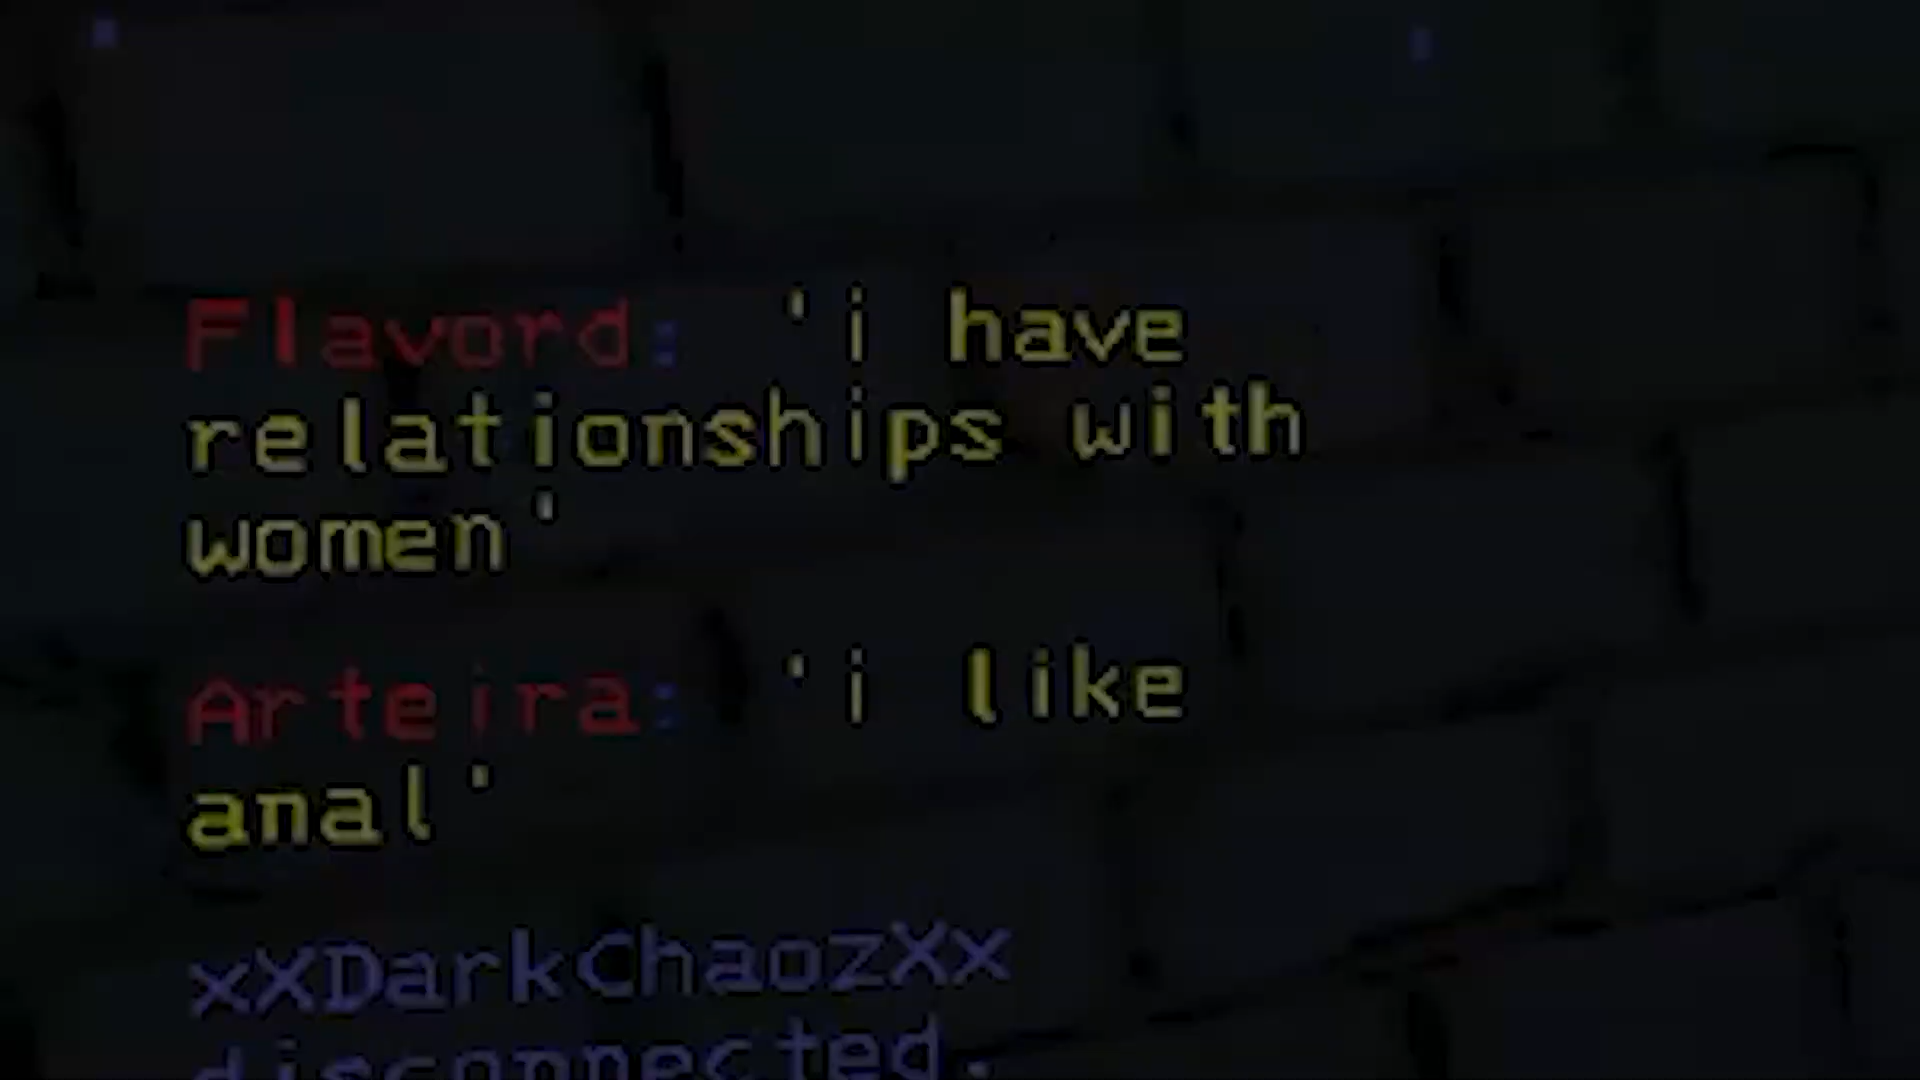 Flavord: 'i have
relationships with
women'
Arteira: 'i like
anal'
xXDarkChaozXx
disconnected.